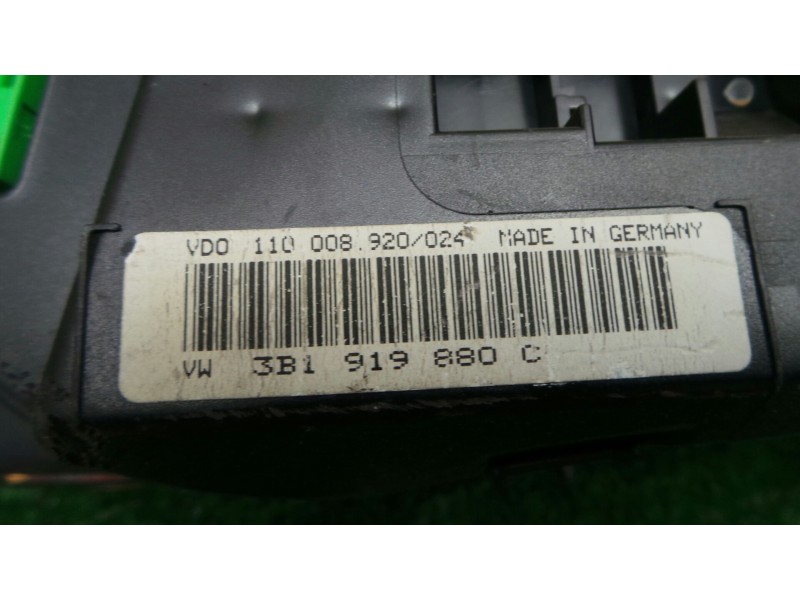 VDO 110 008.920/024 MADE IN GERMANY
VW 3B1 919 880 C